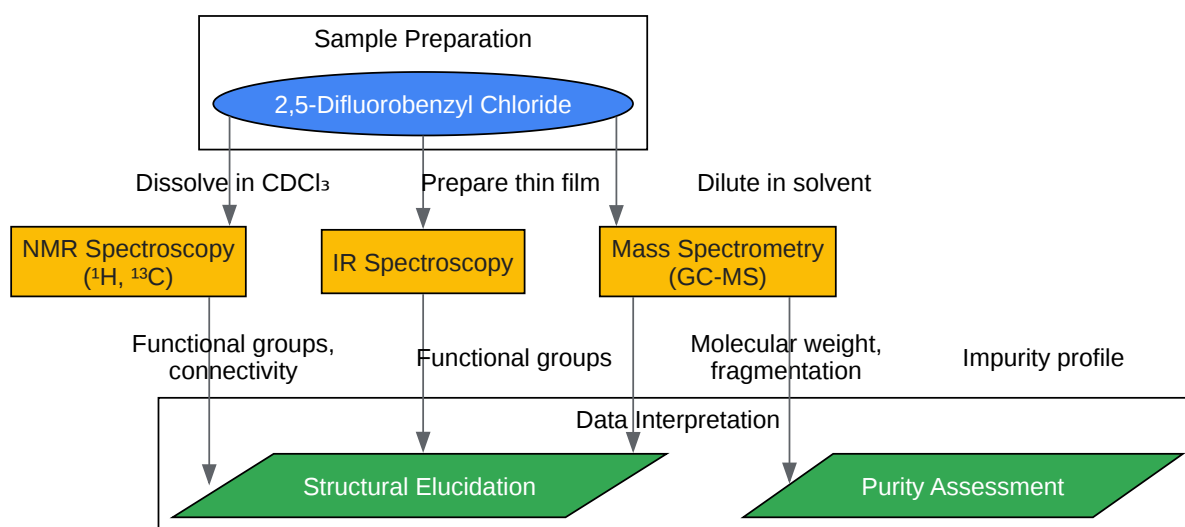 Sample Preparation
2,5-Difluorobenzyl Chloride
Dissolve in CDCl₃
Prepare thin film
Dilute in solvent
NMR Spectroscopy
(¹H, ¹³C)
IR Spectroscopy
Mass Spectrometry
(GC-MS)
Functional groups,
connectivity
Functional groups
Molecular weight,
fragmentation
Impurity profile
Data Interpretation
Structural Elucidation
Purity Assessment